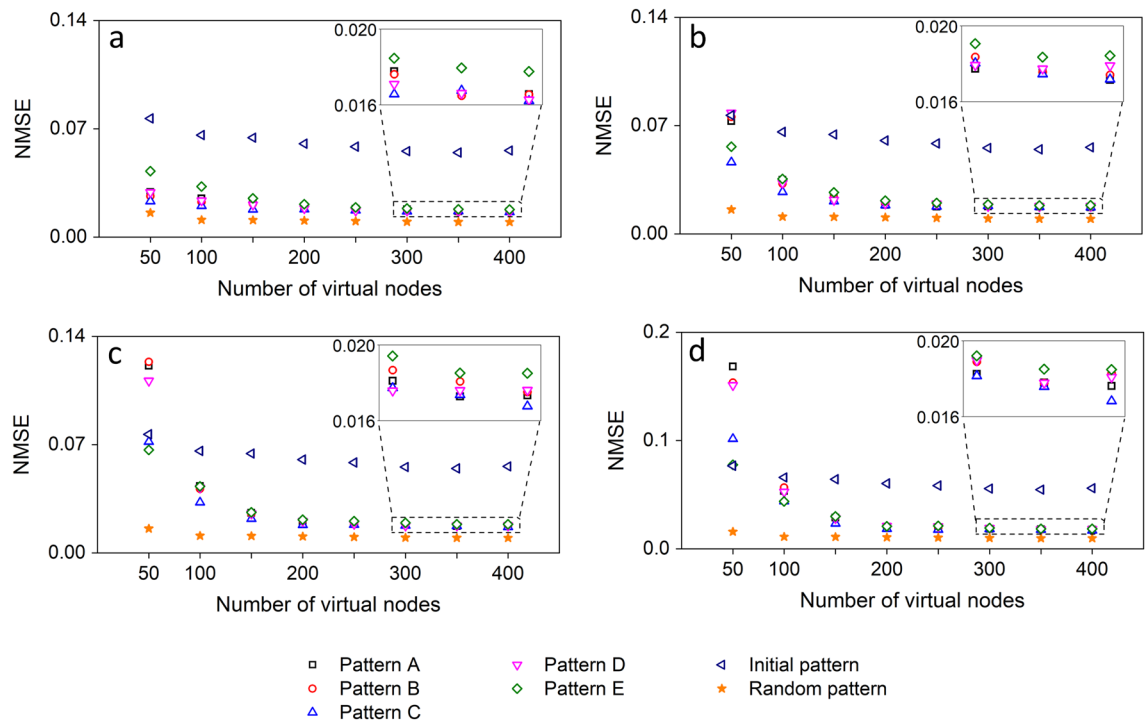 a
0.14
0.07
0.00
NMSE
0.020
0.016
50 100 200 300 400
Number of virtual nodes
b
0.14
0.07
0.00
NMSE
0.020
0.016
50 100 200 300 400
Number of virtual nodes
c
0.14
0.07
0.00
NMSE
0.020
0.016
50 100 200 300 400
Number of virtual nodes
d
0.2
0.1
0.0
NMSE
0.020
0.016
50 100 200 300 400
Number of virtual nodes
Pattern A
Pattern B
Pattern C
Pattern D
Pattern E
Initial pattern
Random pattern